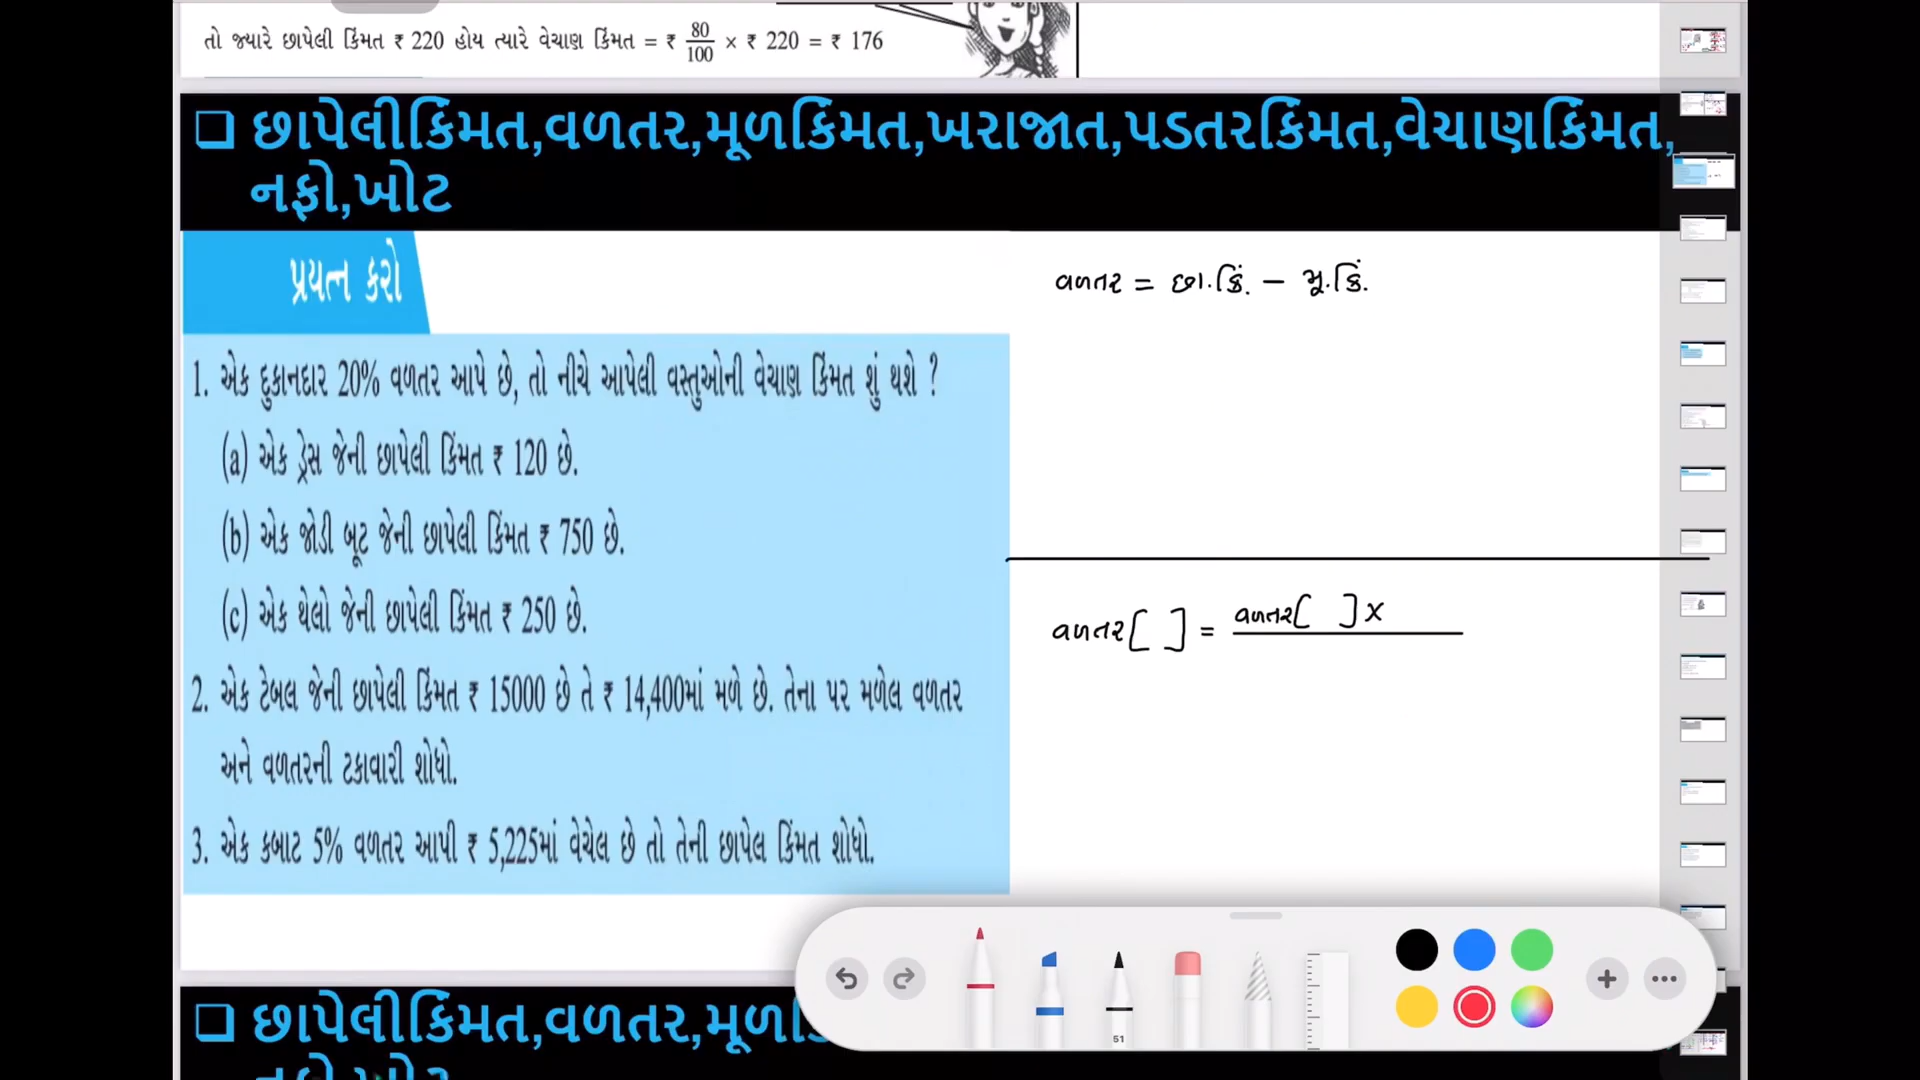 તો જ્યારે છાપેલી કિંમત ₹ 220 હોય ત્યારે વેચાણ કિંમત = ₹ 80/100 × ₹ 220 = ₹ 176
❑ છાપેલીકિંમત,વળતર,મૂળકિંમત,ખરાજાત,પડતરકિંમત,વેચાણકિંમત,
નફો,ખોટ
પ્રયત્ન કરો
1. એક દુકાનદાર 20% વળતર આપે છે, તો નીચે આપેલી વસ્તુઓની વેચાણ કિંમત શું થશે ?
(a) એક ડ્રેસ જેની છાપેલી કિંમત ₹ 120 છે.
(b) એક જોડી બૂટ જેની છાપેલી કિંમત ₹ 750 છે.
(c) એક થેલો જેની છાપેલી કિંમત ₹ 250 છે.
2. એક ટેબલ જેની છાપેલી કિંમત ₹ 15000 છે તે ₹ 14,400માં મળે છે. તેના પર મળેલ વળતર
અને વળતરની ટકાવારી શોધો.
3. એક કબાટ 5% વળતર આપી ₹ 5,225માં વેચેલ છે તો તેની છાપેલ કિંમત શોધો.
વળતર = છા.કિં. – મૂ.કિં.
વળતર[ ] = વળતર[ ]×
51
❑ છાપેલીકિંમત,વળતર,મૂળકિં